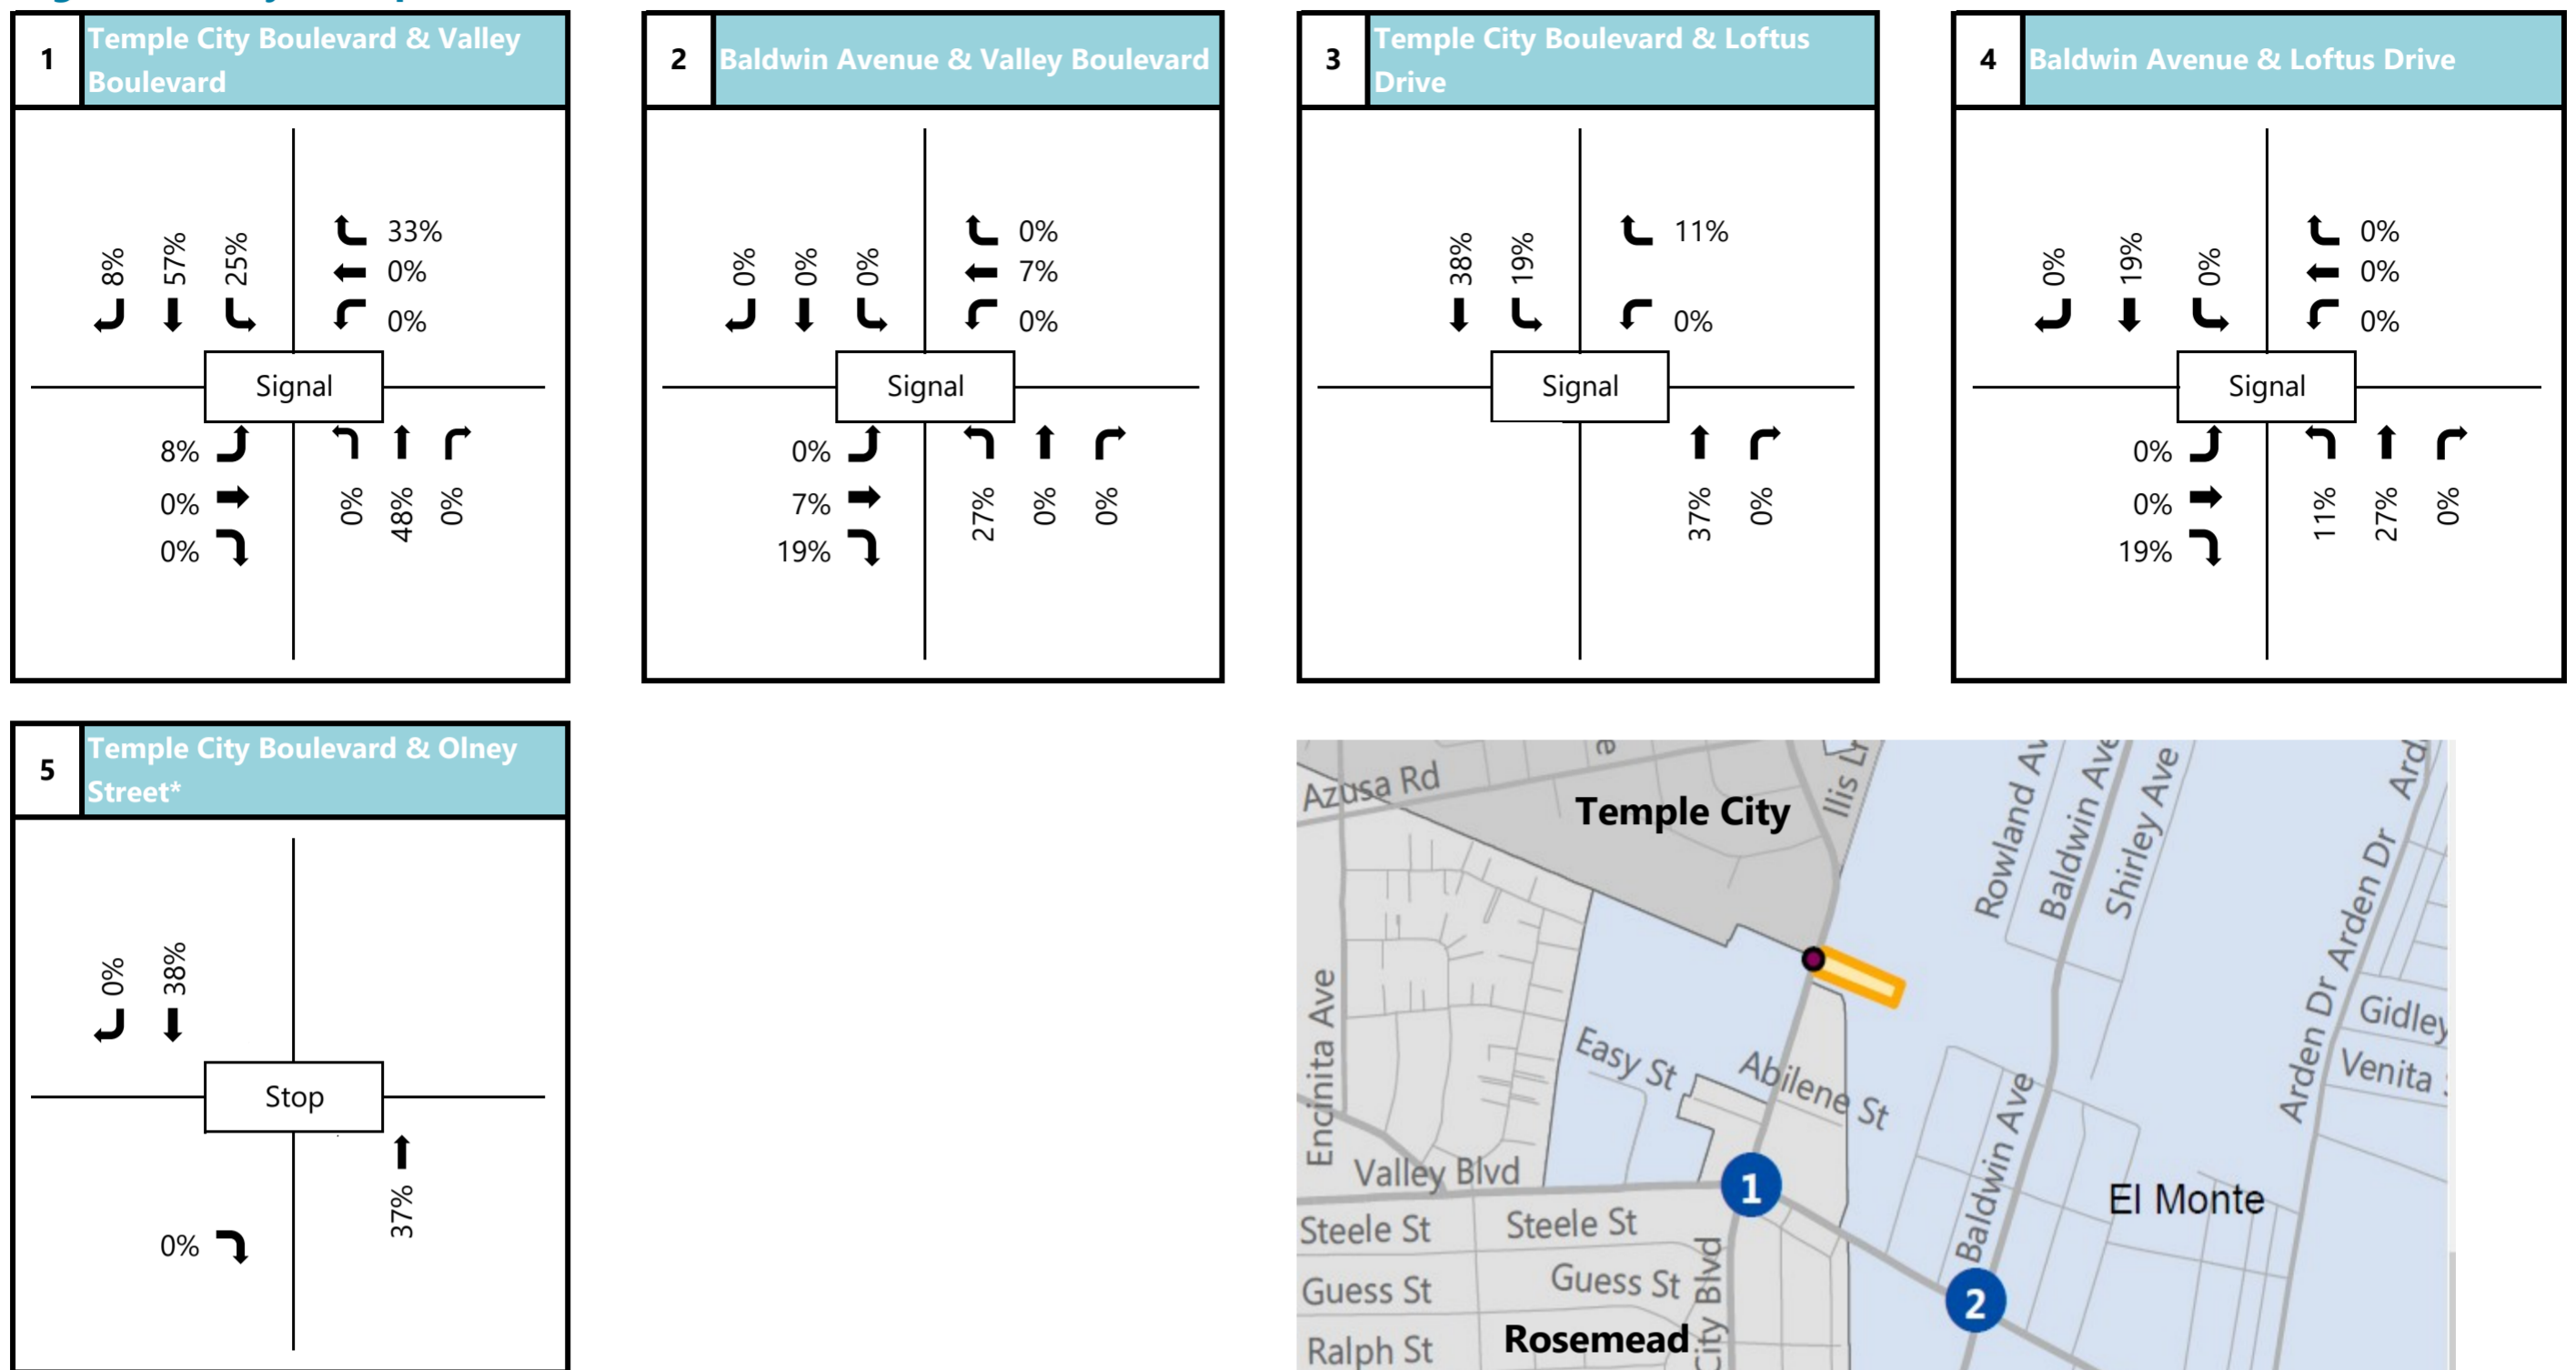 1
Temple City Boulevard & Valley
Boulevard
8%
57%
25%
33%
0%
0%
Signal
8%
0%
0%
0%
48%
0%
2
Baldwin Avenue & Valley Boulevard
0%
0%
0%
0%
7%
0%
Signal
0%
7%
19%
27%
0%
0%
3
Temple City Boulevard & Loftus
Drive
38%
19%
11%
0%
Signal
37%
0%
4
Baldwin Avenue & Loftus Drive
0%
19%
0%
0%
0%
0%
Signal
0%
0%
19%
11%
27%
0%
5
Temple City Boulevard & Olney
Street*
0%
38%
Stop
0%
37%
Azusa Rd
Temple City
Rowland Av
Baldwin Ave
Shirley Ave
Ard
Arden Dr
Arden Dr
Gidley
Venita
Encinita Ave
Easy St
Abilene St
Valley Blvd
1
Baldwin Ave
El Monte
Steele St
Steele St
Guess St
Guess St
City Blvd
2
Ralph St
Rosemead